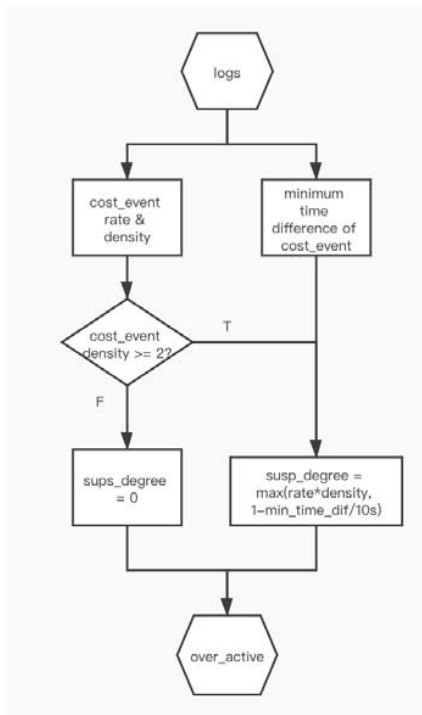 logs
cost_event
rate &
density
minimum
time
difference of
cost_event
cost_event
density >= 2?
T
F
sups_degree
= 0
susp_degree =
max(rate*density,
1-min_time_dif/10s)
over_active